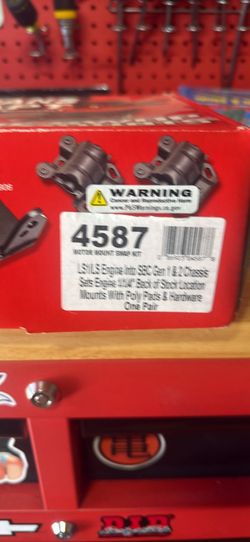 WARNING
Cancer and Reproductive Harm
P65Warnings.ca.gov
4587
MOTOR MOUNT SWAP KIT
LS1/LS Engine Into SBC Gen 1 & 2 Chassis
Sets Engine 1/1/4" Back of Stock Location
Mounts With Poly Pads & Hardware
One Pair
D.I.D